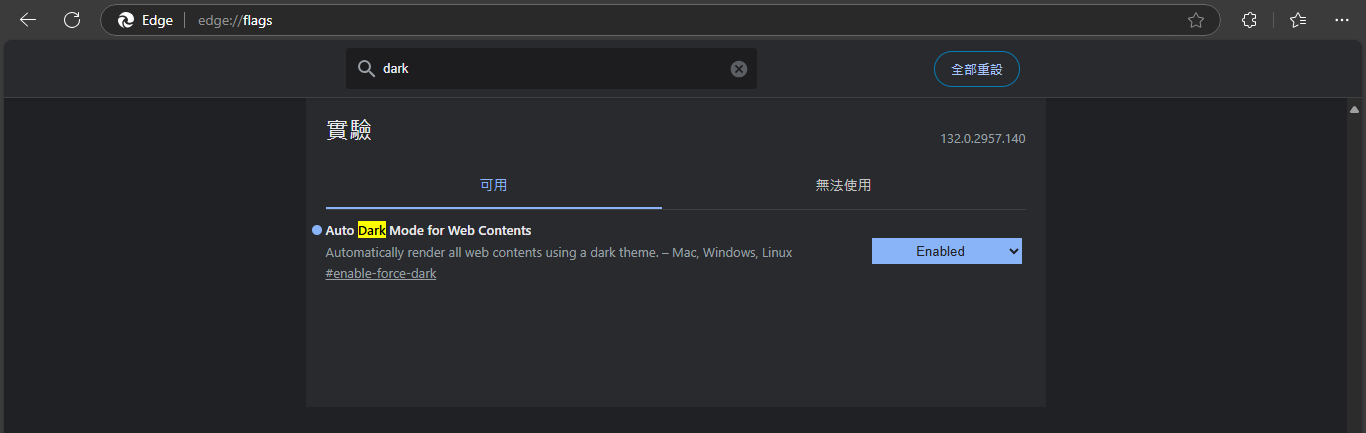 Edge edge://flags
dark
全部重設
實驗
132.0.2957.140
可用
無法使用
Auto Dark Mode for Web Contents
Automatically render all web contents using a dark theme. – Mac, Windows, Linux
Enabled
#enable-force-dark